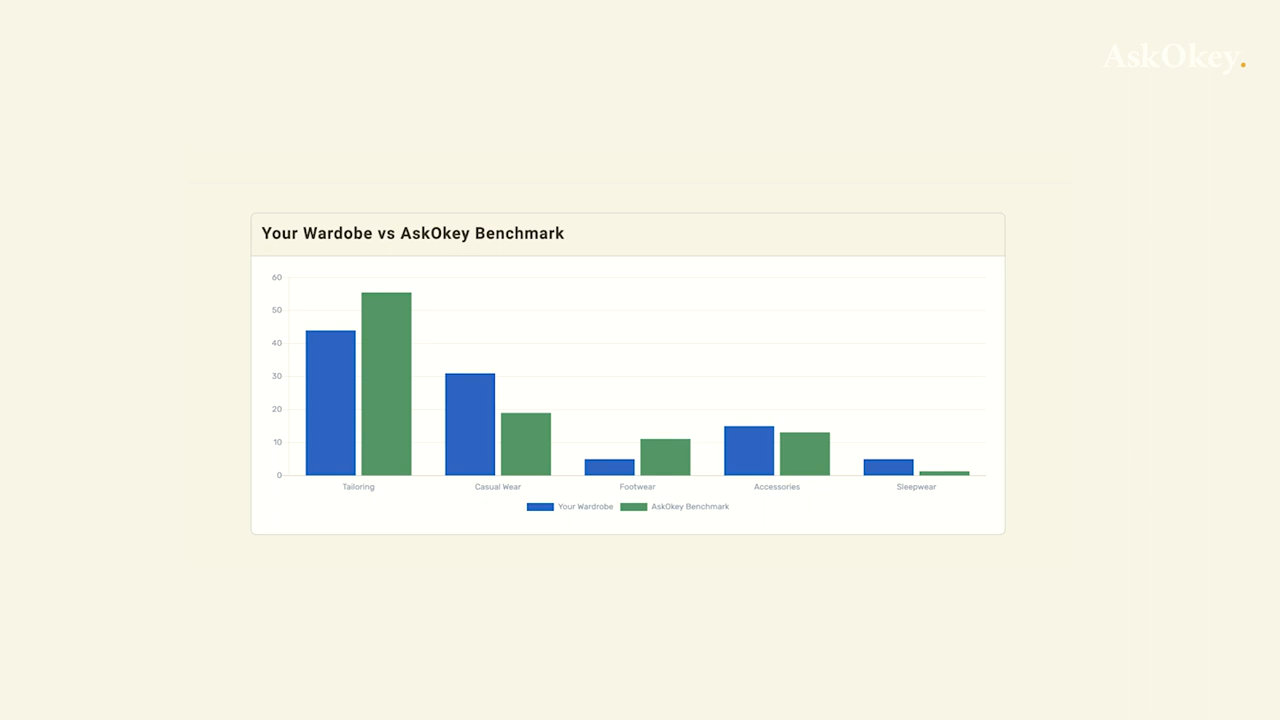 AskOkey.
Your Wardobe vs AskOkey Benchmark
60
50
40
30
20
10
0
Tailoring Casual Wear Footwear Accessories Sleepwear
Your Wardrobe AskOkey Benchmark